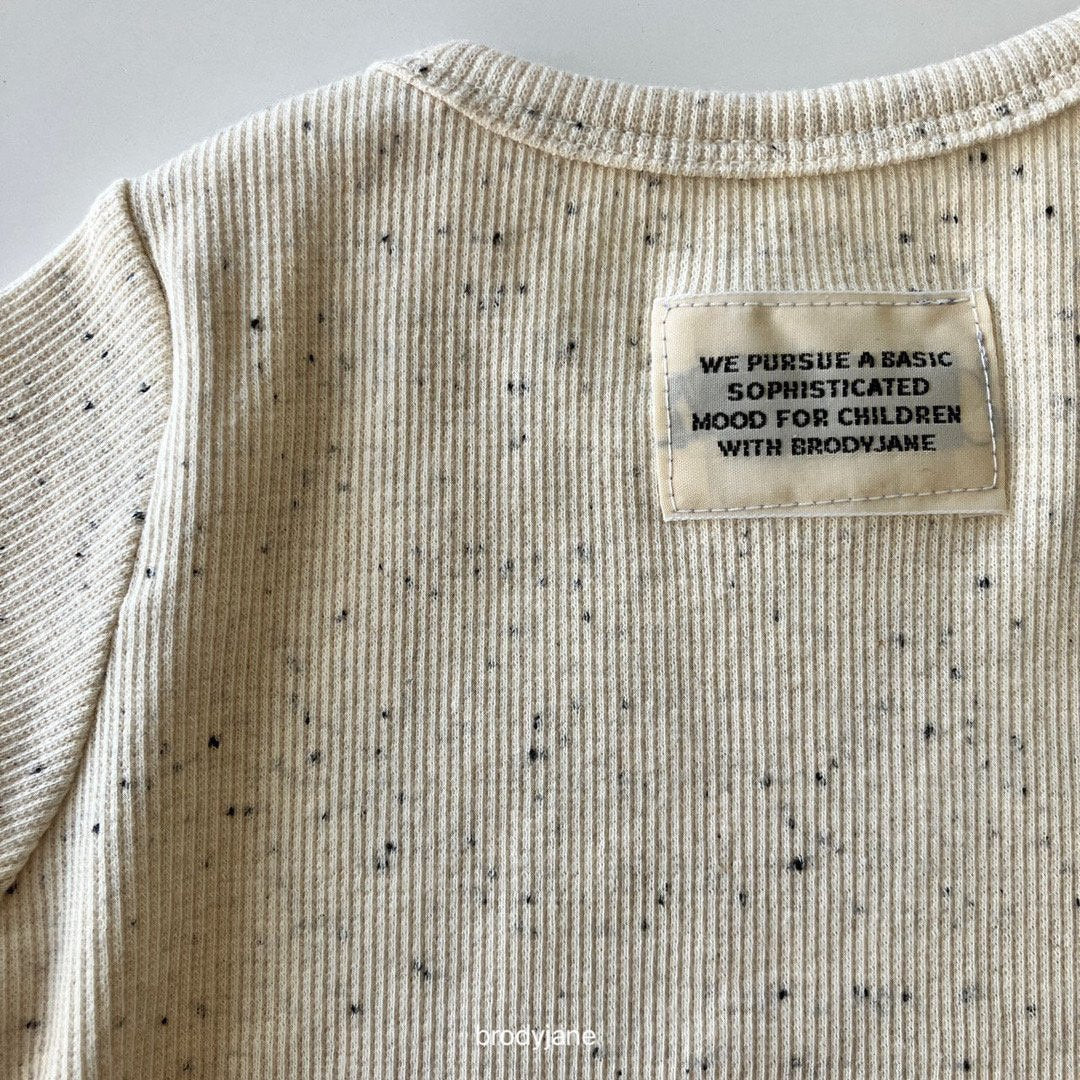 WE PURSUE A BASIC
SOPHISTICATED
MOOD FOR CHILDREN
WITH BRODYJANE
brodyjane